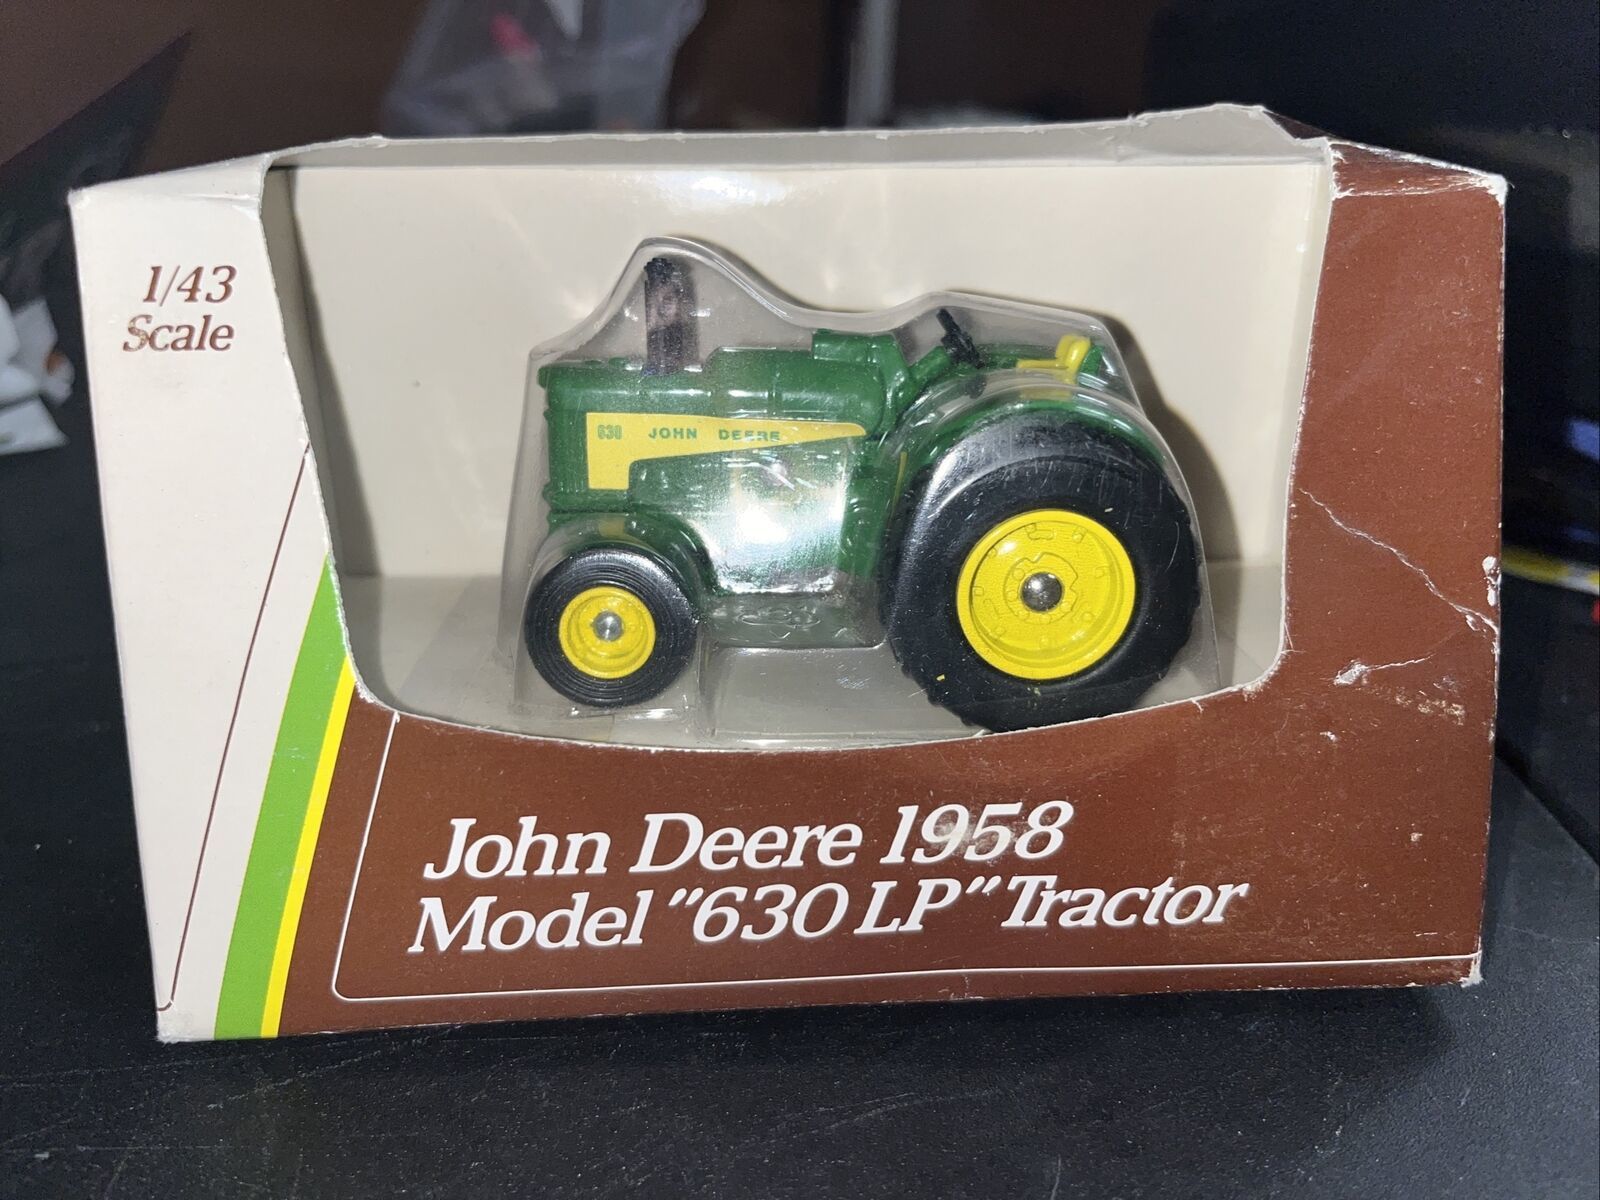 1/43
Scale
630 JOHN DEERE
John Deere 1958
Model "630 LP" Tractor